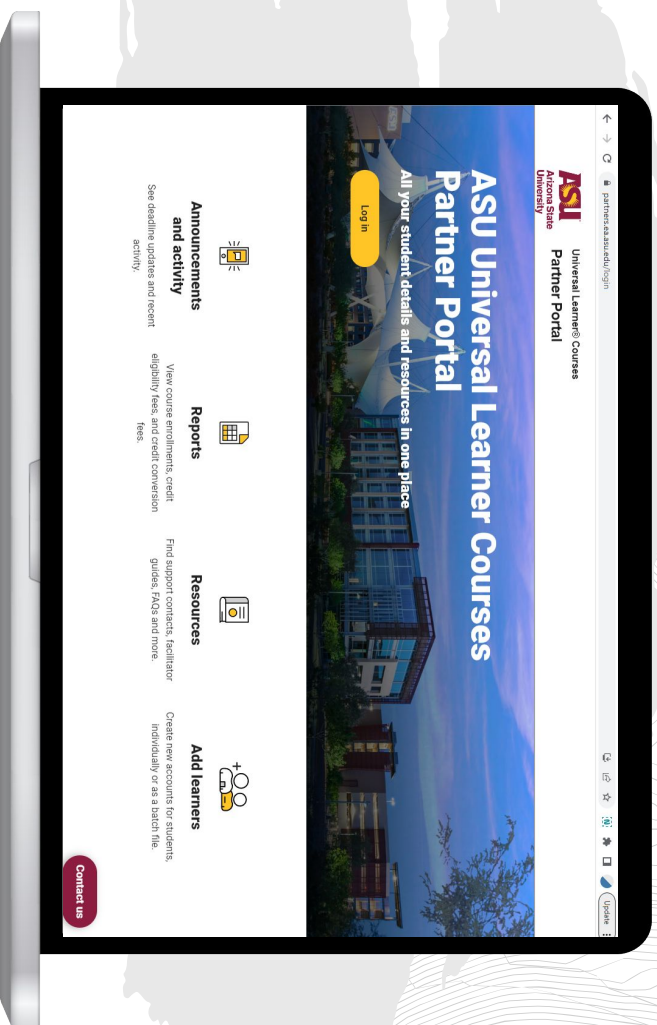 partners.ea.asu.edu/login
Update
ASU
Arizona State
University
Universal Learner® Courses
Partner Portal
ASU Universal Learner Courses
Partner Portal
All your student details and resources in one place
Log in
Announcements
and activity
See deadline updates and recent
activity.
Reports
View course enrollments, credit
eligibility fees, and credit conversion
fees.
Resources
Find support contacts, facilitator
guides, FAQs and more.
Add learners
Create new accounts for students,
individually or as a batch file.
Contact us